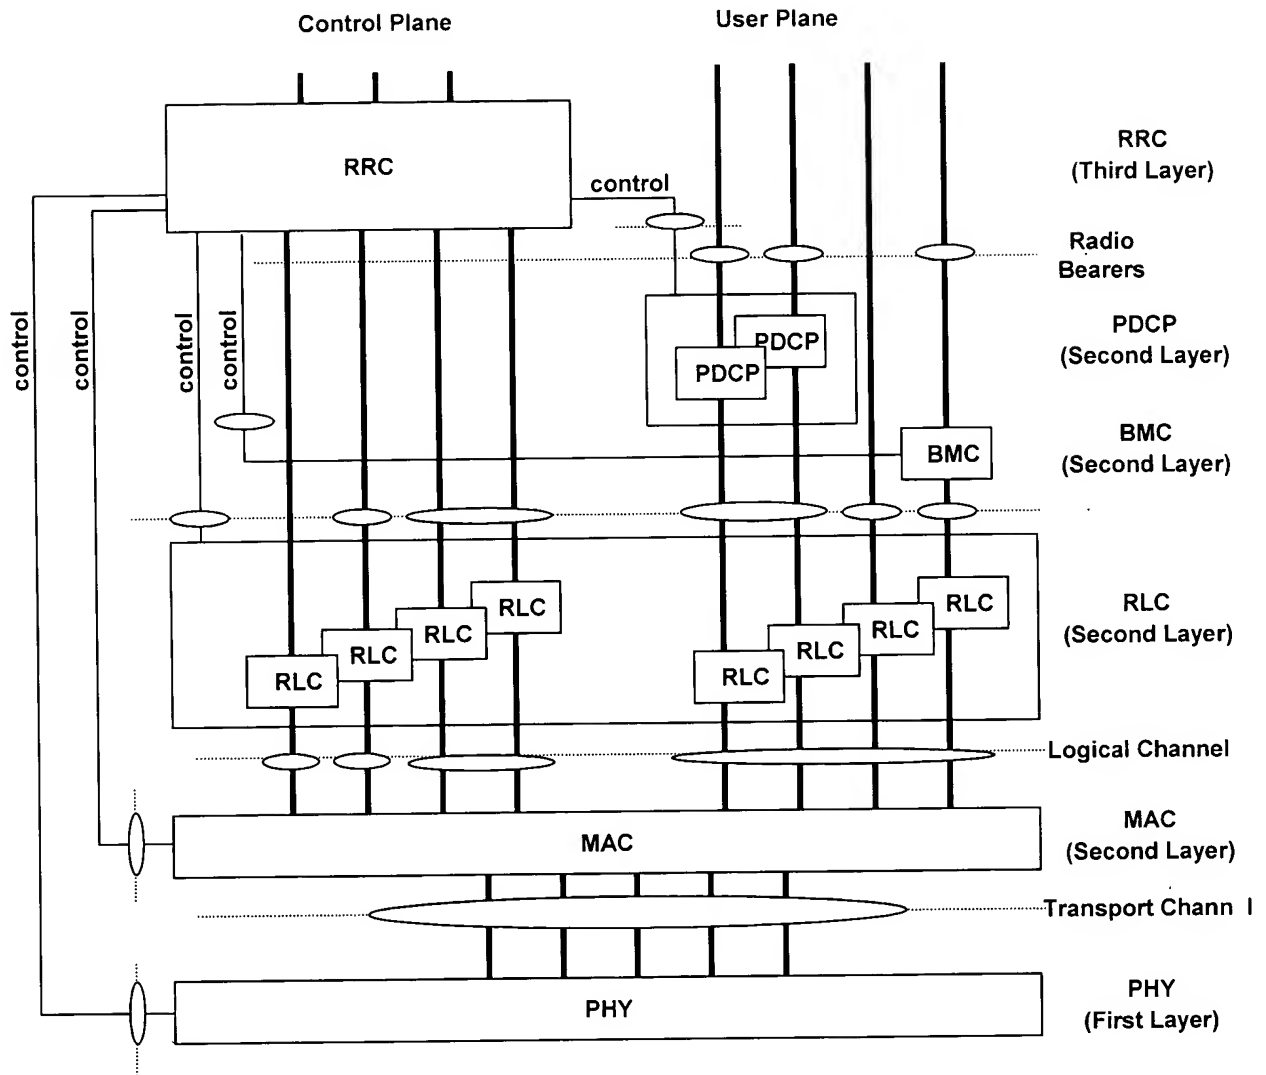 Control Plane
User Plane
RRC
RRC
(Third Layer)
control
Radio
Bearers
control
control
control
control
PDCP
PDCP
PDCP
(Second Layer)
BMC
BMC
(Second Layer)
RLC
RLC
RLC
RLC
RLC
RLC
RLC
RLC
RLC
(Second Layer)
Logical Channel
MAC
MAC
(Second Layer)
Transport Chann l
PHY
PHY
(First Layer)